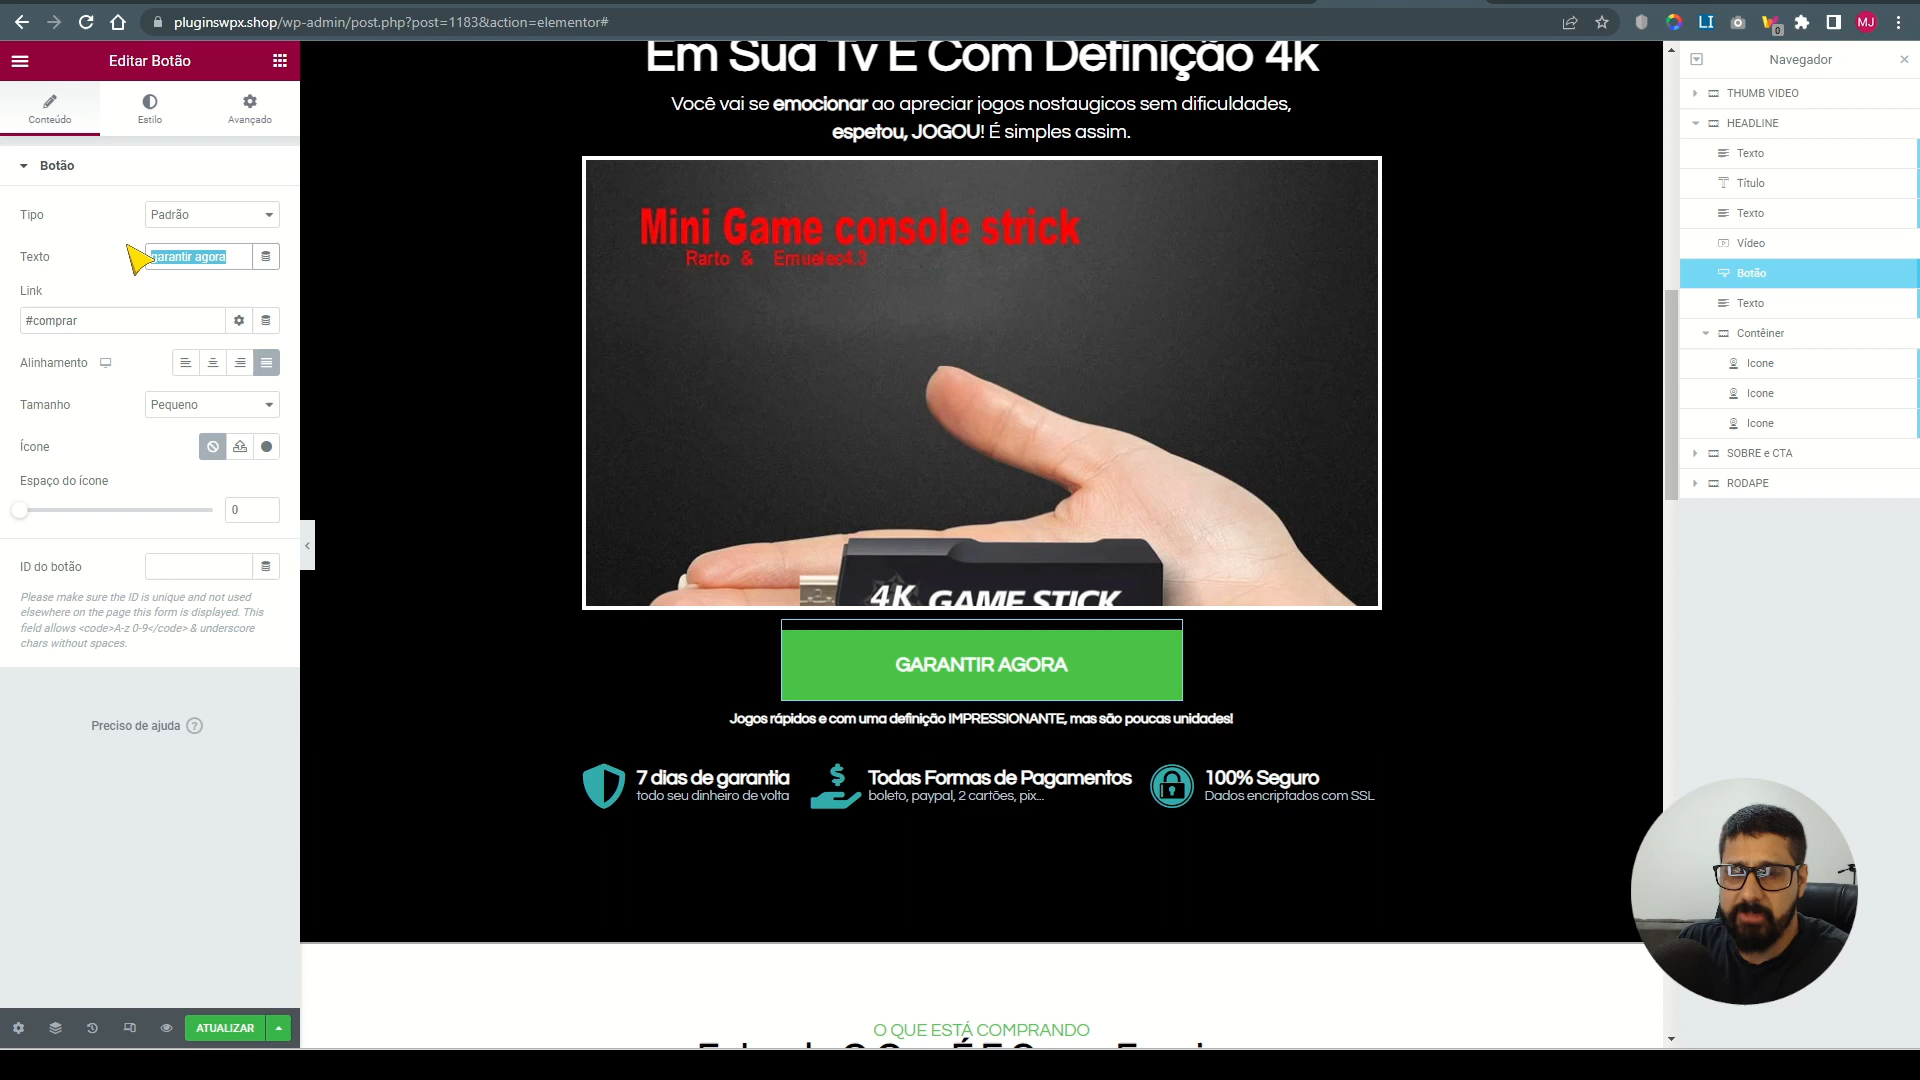 pluginswpx.shop/wp-admin/post.php?post=1183&action=elementor#
LI
0
MJ
Editar Botão
Conteúdo
Estilo
Avançado
Botão
Tipo
Padrão
Texto
garantir agora
Link
#comprar
Alinhamento
Tamanho
Pequeno
Ícone
Espaço do ícone
0
ID do botão
Please make sure the ID is unique and not used
elsewhere on the page this form is displayed. This
field allows <code>A-z 0-9</code> & underscore
chars without spaces.
Preciso de ajuda ?
ATUALIZAR
Em Sua Tv E Com Definição 4k
Você vai se emocionar ao apreciar jogos nostaugicos sem dificuldades,
espetou, JOGOU! É simples assim.
Mini Game console strick
Rarto & Emuelec4.3
4K GAME STICK
GARANTIR AGORA
Jogos rápidos e com uma definição IMPRESSIONANTE, mas são poucas unidades!
7 dias de garantia
todo seu dinheiro de volta
Todas Formas de Pagamentos
boleto, paypal, 2 cartões, pix...
100% Seguro
Dados encriptados com SSL
O QUE ESTÁ COMPRANDO
Navegador
THUMB VIDEO
HEADLINE
Texto
Título
Texto
Vídeo
Botão
Texto
Contêiner
Icone
Icone
Icone
SOBRE e CTA
RODAPE